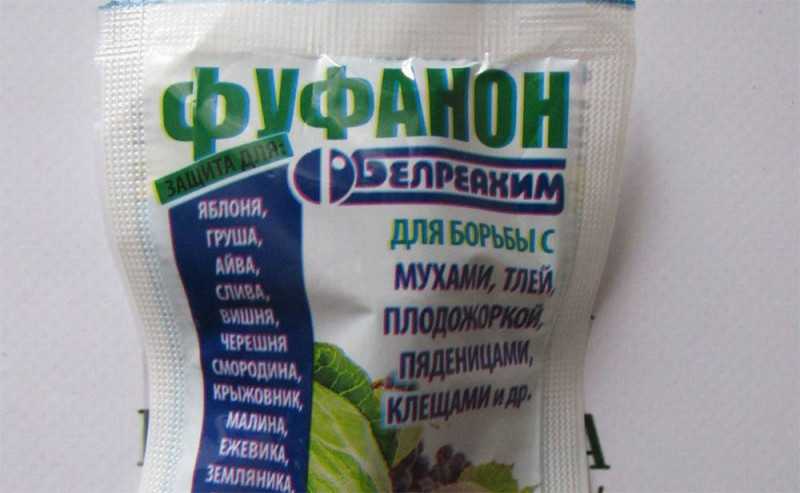 ФУФАНОН
ЗАЩИТА ДЛЯ:
БЕЛРЕАХИМ
ЯБЛОНЯ,
ГРУША,
АЙВА,
СЛИВА,
ВИШНЯ,
ЧЕРЕШНЯ
СМОРОДИНА,
КРЫЖОВНИК,
МАЛИНА,
ЕЖЕВИКА,
ЗЕМЛЯНИКА,
ДЛЯ БОРЬБЫ С
МУХАМИ, ТЛЕЙ,
ПЛОДОЖОРКОЙ,
ПЯДЕНИЦАМИ,
КЛЕЩАМИ и др.